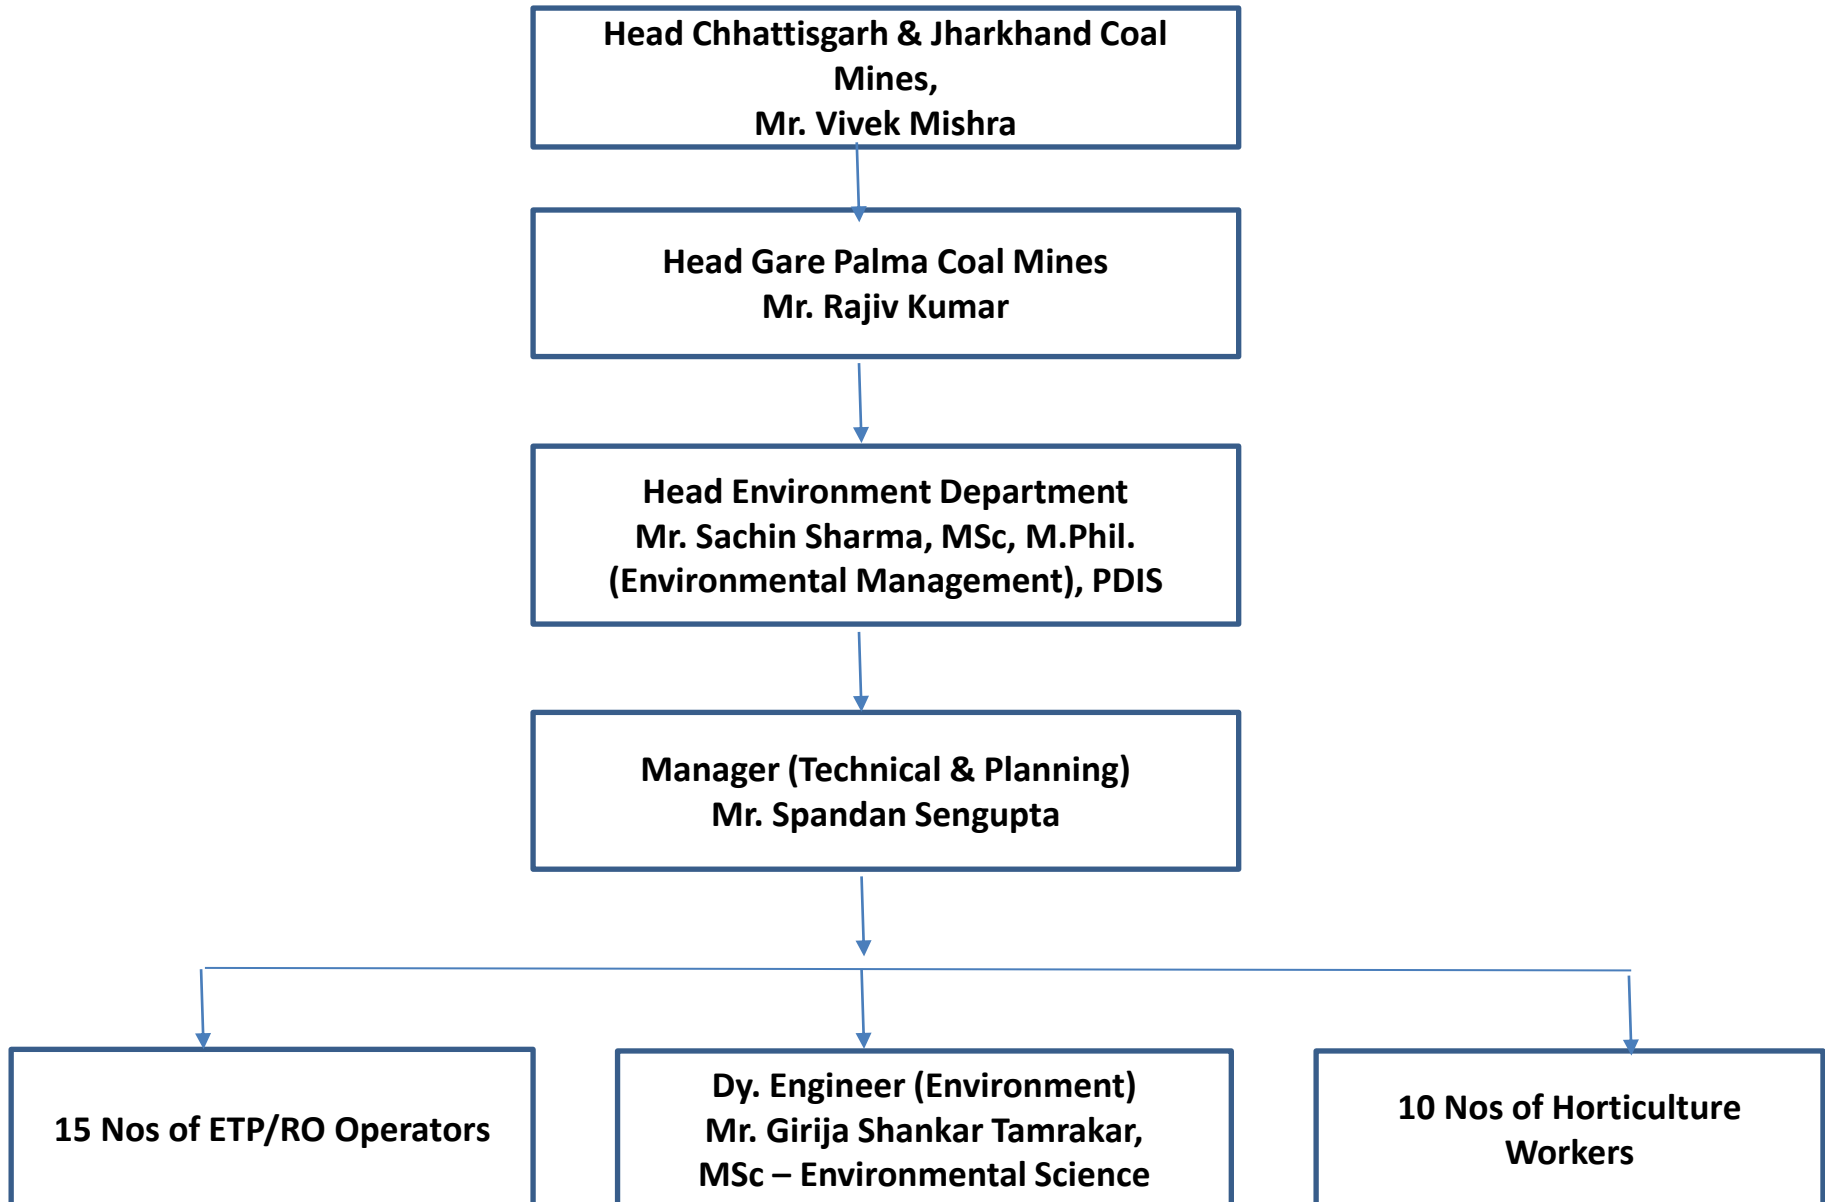 Head Chhattisgarh & Jharkhand Coal
Mines,
Mr. Vivek Mishra
Head Gare Palma Coal Mines
Mr. Rajiv Kumar
Head Environment Department
Mr. Sachin Sharma, MSc, M.Phil.
(Environmental Management), PDIS
Manager (Technical & Planning)
Mr. Spandan Sengupta
15 Nos of ETP/RO Operators
Dy. Engineer (Environment)
Mr. Girija Shankar Tamrakar,
MSc – Environmental Science
10 Nos of Horticulture
Workers